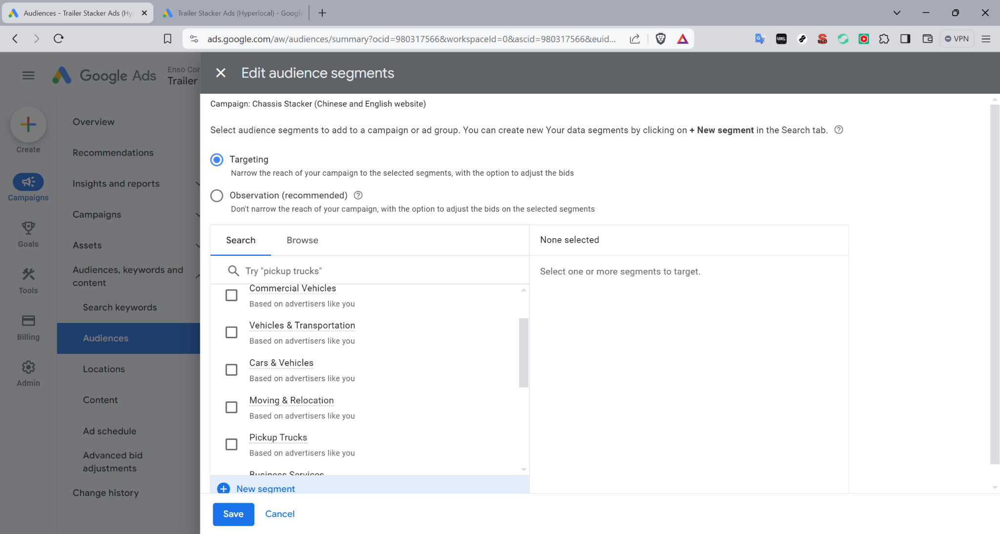 Audiences - Trailer Stacker Ads (Hy
Trailer Stacker Ads (Hyperlocal) - Google
ads.google.com/aw/audiences/summary?ocid=980317566&workspaceId=0&ascid=980317566&euid...
URL
SEO
VPN
Google Ads
Enso Cor
Trailer
Edit audience segments
Create
Campaigns
Goals
Tools
Billing
Admin
Overview
Recommendations
Insights and reports
Campaigns
Assets
Audiences, keywords and
content
Search keywords
Audiences
Locations
Content
Ad schedule
Advanced bid
adjustments
Change history
Campaign: Chassis Stacker (Chinese and English website)
Select audience segments to add to a campaign or ad group. You can create new Your data segments by clicking on + New segment in the Search tab.
Targeting
Narrow the reach of your campaign to the selected segments, with the option to adjust the bids
Observation (recommended)
Don't narrow the reach of your campaign, with the option to adjust the bids on the selected segments
Search Browse
None selected
Try "pickup trucks"
Select one or more segments to target.
Commercial Vehicles
Based on advertisers like you
Vehicles & Transportation
Based on advertisers like you
Cars & Vehicles
Based on advertisers like you
Moving & Relocation
Based on advertisers like you
Pickup Trucks
Based on advertisers like you
Business Services
New segment
Save Cancel